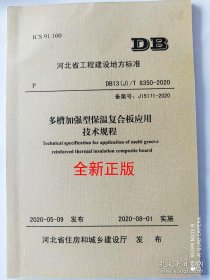 ICS 91.100
DB
河北省工程建设地方标准
P
DB13(J)/T 8350-2020
备案号：J15171-2020
多槽加强型保温复合板应用
技术规程
Technical specification for application of multi groove
reinforced thermal insulation composite board
全新正版
2020-05-09 发布
2020-08-01 实施
河北省住房和城乡建设厅 发布